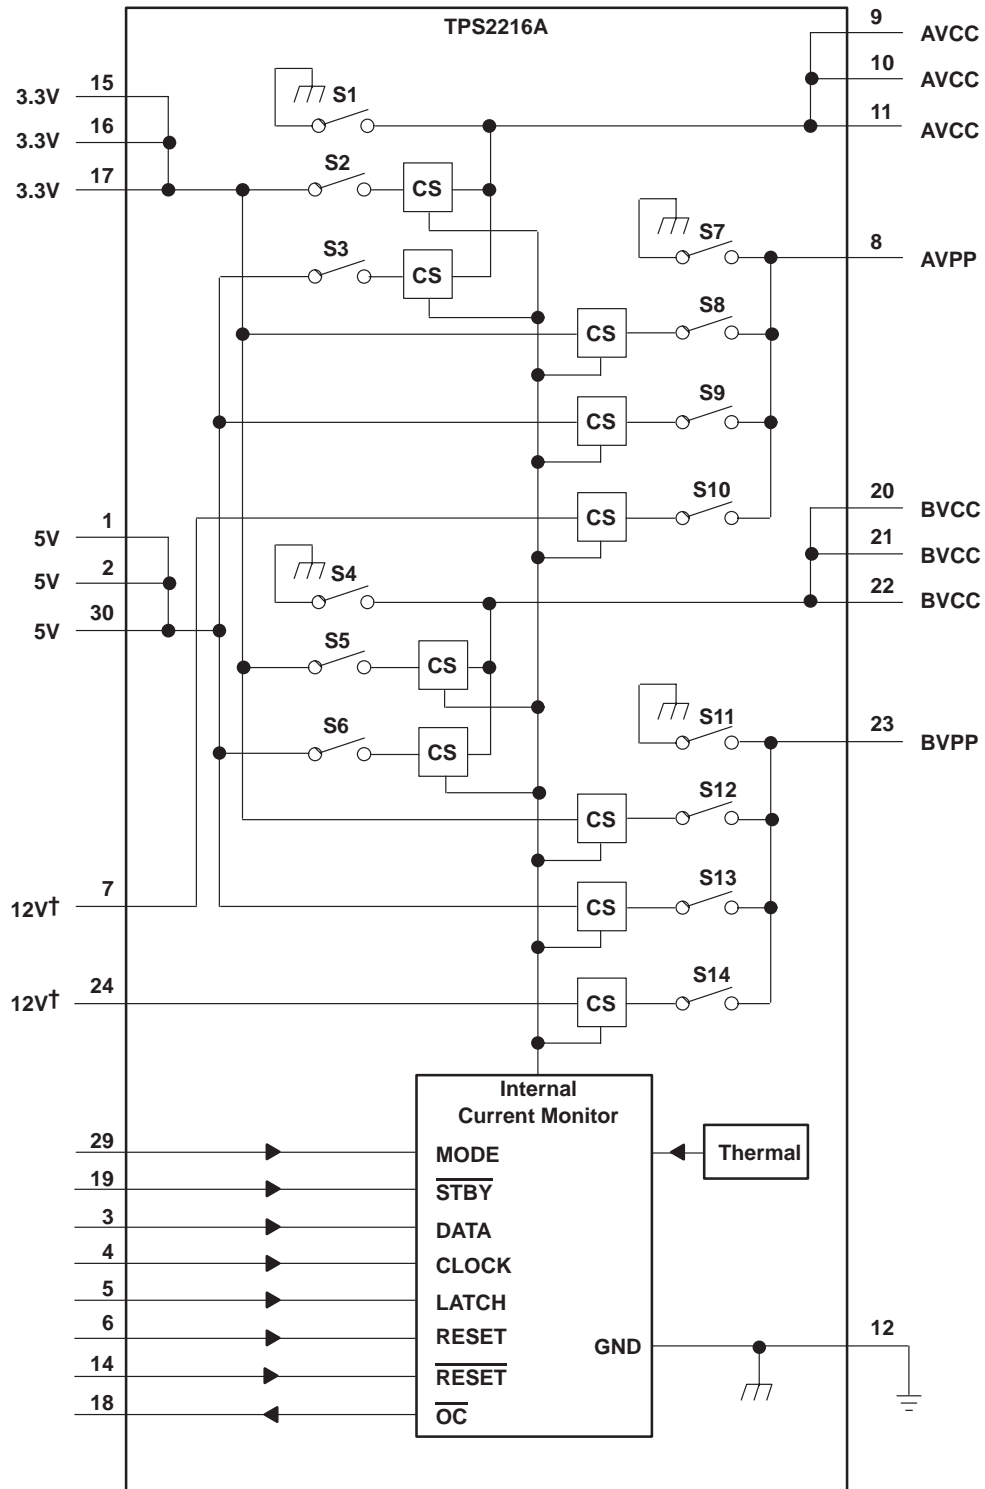 TPS2216A
9
AVCC
10
AVCC
11
AVCC
15
3.3V
16
3.3V
17
3.3V
S1
S2
CS
S3
CS
S7
8
AVPP
S8
CS
S9
CS
S10
CS
1
5V
2
5V
30
5V
20
BVCC
21
BVCC
22
BVCC
S4
S5
CS
S6
CS
S11
23
BVPP
S12
CS
7
12V†
S13
CS
24
12V†
S14
CS
Internal
Current Monitor
Thermal
29
MODE
19
STBY
3
DATA
4
CLOCK
5
LATCH
6
RESET
14
RESET
18
OC
GND
12